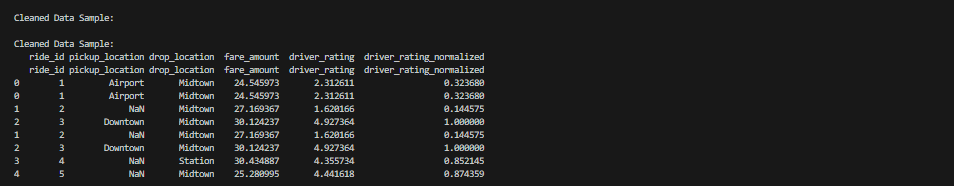 Cleaned Data Sample:
Cleaned Data Sample:
ride_id pickup_location drop_location fare_amount driver_rating driver_rating_normalized
ride_id pickup_location drop_location fare_amount driver_rating driver_rating_normalized
0 1 Airport Midtown 24.545973 2.312611 0.323680
0 1 Airport Midtown 24.545973 2.312611 0.323680
1 2 NaN Midtown 27.169367 1.620166 0.144575
2 3 Downtown Midtown 30.124237 4.927364 1.000000
1 2 NaN Midtown 27.169367 1.620166 0.144575
2 3 Downtown Midtown 30.124237 4.927364 1.000000
3 4 NaN Station 30.434887 4.355734 0.852145
4 5 NaN Midtown 25.280995 4.441618 0.874359